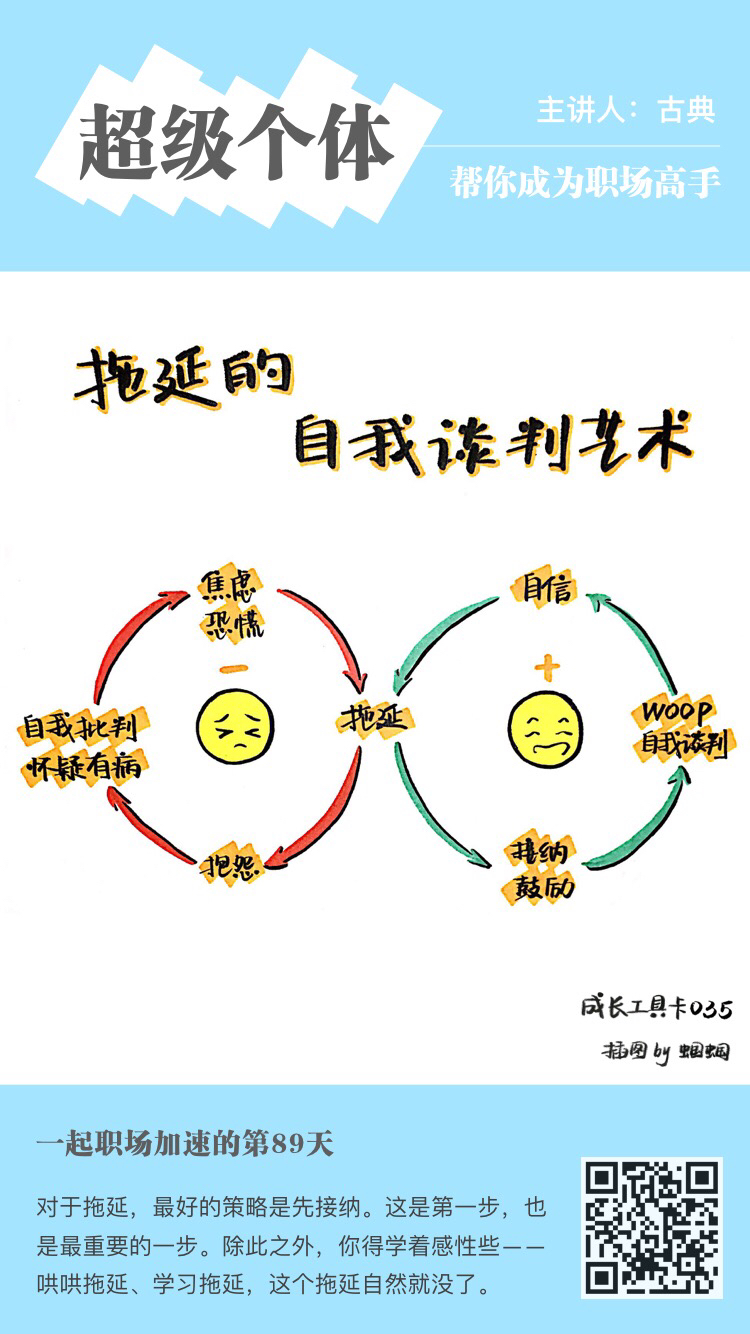 超级个体
主讲人：古典
帮你成为职场高手
拖延的
自我谈判艺术
焦虑
恐慌
自信
－
＋
自我批判
怀疑有病
拖延
WOOP
自我谈判
抱怨
接纳
鼓励
成长工具卡035
插图 by 蝈蝈
一起职场加速的第89天
对于拖延，最好的策略是先接纳。这是第一步，也
是最重要的一步。除此之外，你得学着感性些——
哄哄拖延、学习拖延，这个拖延自然就没了。